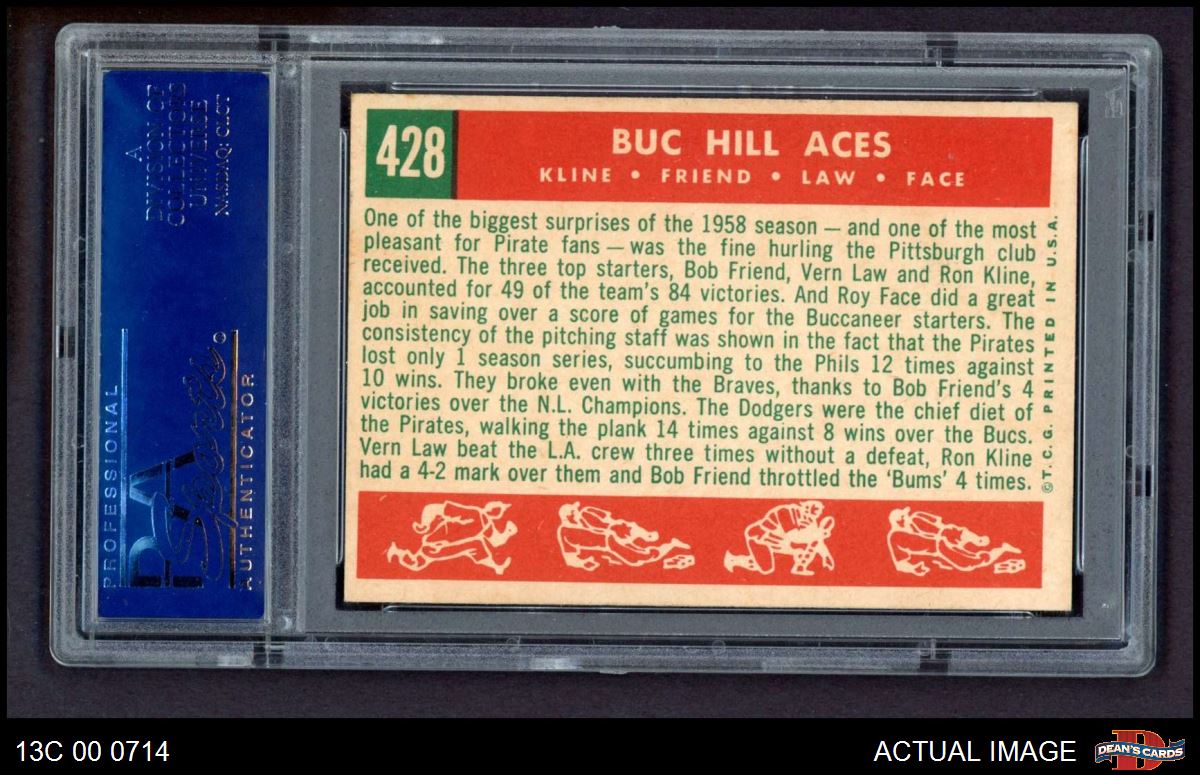 A
DIVISION OF
COLLECTORS
UNIVERSE
NASDAQ: CLCT
PROFESSIONAL
PSA
Sports
AUTHENTICATOR
428
BUC HILL ACES
KLINE • FRIEND • LAW • FACE
One of the biggest surprises of the 1958 season — and one of the most
pleasant for Pirate fans — was the fine hurling the Pittsburgh club
received. The three top starters, Bob Friend, Vern Law and Ron Kline,
accounted for 49 of the team's 84 victories. And Roy Face did a great
job in saving over a score of games for the Buccaneer starters. The
consistency of the pitching staff was shown in the fact that the Pirates
lost only 1 season series, succumbing to the Phils 12 times against
10 wins. They broke even with the Braves, thanks to Bob Friend's 4
victories over the N.L. Champions. The Dodgers were the chief diet of
the Pirates, walking the plank 14 times against 8 wins over the Bucs.
Vern Law beat the L.A. crew three times without a defeat, Ron Kline
had a 4-2 mark over them and Bob Friend throttled the 'Bums' 4 times.
© T. C. G. PRINTED IN U.S.A.
13C 00 0714
ACTUAL IMAGE
D
DEAN'S CARDS